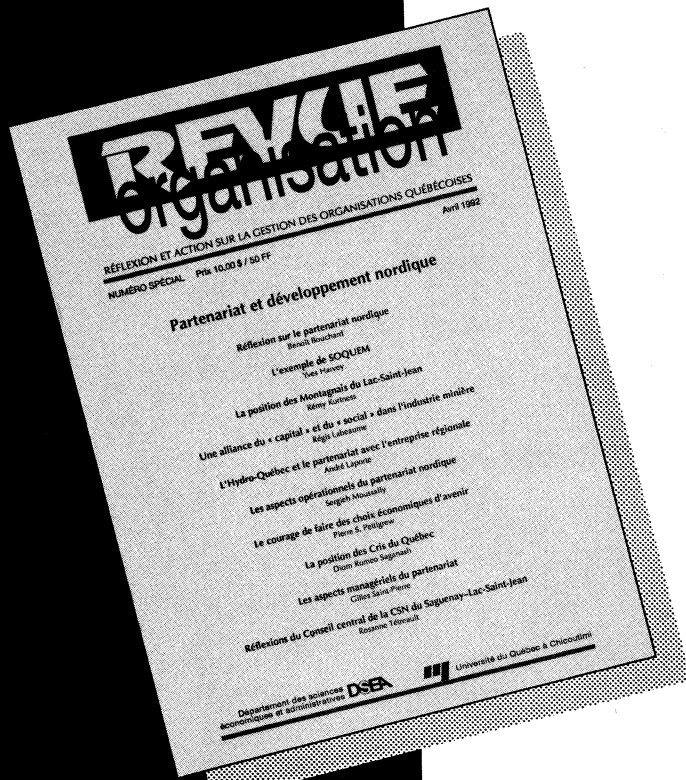 REVUE
organisation
RÉFLEXION ET ACTION SUR LA GESTION DES ORGANISATIONS QUÉBÉCOISES
NUMÉRO SPÉCIAL Prix 10,00 $ / 50 FF Avril 1992
Partenariat et développement nordique
Réflexion sur le partenariat nordique
Benoît Bouchard
L'exemple de SOQUEM
Yves Harvey
La position des Montagnais du Lac-Saint-Jean
Rémy Kurtness
Une alliance du « capital » et du « social » dans l'industrie minière
Régis Labeaume
L'Hydro-Québec et le partenariat avec l'entreprise régionale
André Laporte
Les aspects opérationnels du partenariat nordique
Sergieh Moussally
Le courage de faire des choix économiques d'avenir
Pierre S. Pettigrew
La position des Cris du Québec
Diom Romeo Saganash
Les aspects managériels du partenariat
Gilles Saint-Pierre
Réflexions du Conseil central de la CSN du Saguenay–Lac-Saint-Jean
Rosanne Tétreault
Département des sciences
économiques et administratives DSEA
Université du Québec à Chicoutimi